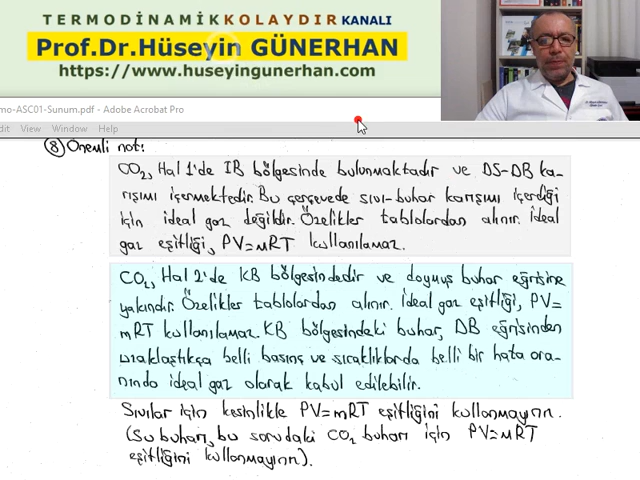 TERMODİNAMİKKOLAYDIR KANALI
Prof.Dr.Hüseyin GÜNERHAN
https://www.huseyingunerhan.com
mo-ASC01-Sunum.pdf - Adobe Acrobat Pro
dit View Window Help
⑧ Önemli not:
CO₂, Hal 1'de IB bölgesinde bulunmaktadır ve DS-DB ka-
rışımı içermektedir. Bu çerçevede sıvı-buhar karışımı içerdiği
için ideal gaz değildir. Özelikler tablolardan alınır. İdeal
gaz eşitliği, PV=mRT kullanılamaz.
CO₂, Hal 2'de KB bölgesindedir ve doymuş buhar eğrisine
yakındır. Özelikler tablolardan alınır. İdeal gaz eşitliği, PV=
mRT kullanılamaz. KB bölgesindeki buhar, DB eğrisinden
uzaklaştıkça belli basınç ve sıcaklıklarda belli bir hata ora-
nında ideal gaz olarak kabul edilebilir.
Sıvılar için kesinlikle PV=mRT eşitliğini kullanmayınız.
(Su buharı, bu sorudaki CO₂ buharı için PV=mRT
eşitliğini kullanmayınız).